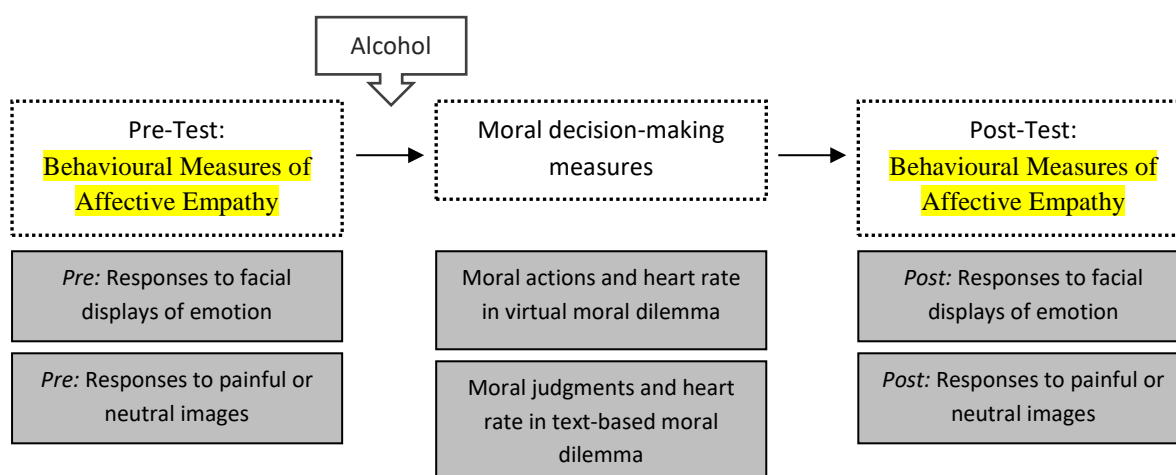 Alcohol
Pre-Test:
Behavioural Measures of
Affective Empathy
Moral decision-making
measures
Post-Test:
Behavioural Measures of
Affective Empathy
Pre: Responses to facial
displays of emotion
Moral actions and heart rate
in virtual moral dilemma
Post: Responses to facial
displays of emotion
Pre: Responses to painful or
neutral images
Moral judgments and heart
rate in text-based moral
dilemma
Post: Responses to painful or
neutral images